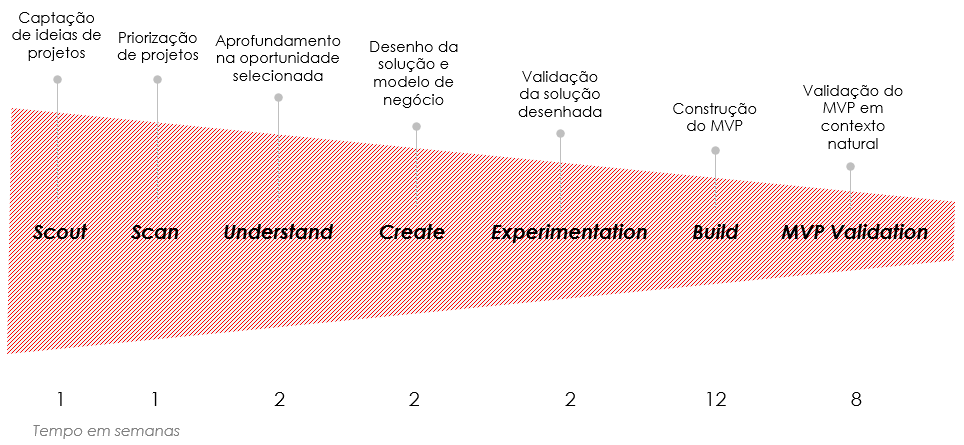 Captação
de ideias de
projetos
Priorização
de projetos
Aprofundamento
na oportunidade
selecionada
Desenho da
solução e
modelo de
negócio
Validação
da solução
desenhada
Construção
do MVP
Validação do
MVP em
contexto
natural
Scout
Scan
Understand
Create
Experimentation
Build
MVP Validation
1
1
2
2
2
12
8
Tempo em semanas